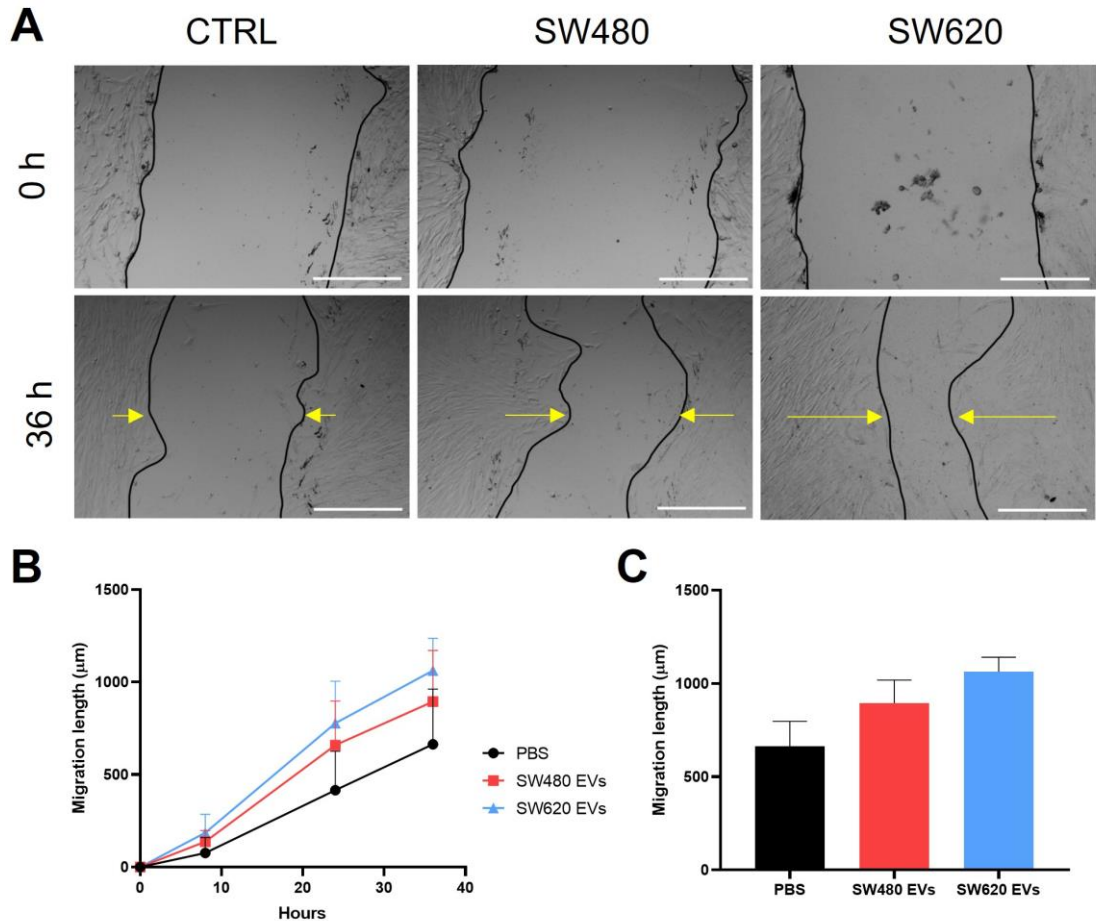 A
CTRL
SW480
SW620
0 h
36 h
B
Migration length (μm)
1500
1000
500
0
0
10
20
30
40
Hours
PBS
SW480 EVs
SW620 EVs
C
Migration length (μm)
1500
1000
500
0
PBS
SW480 EVs
SW620 EVs